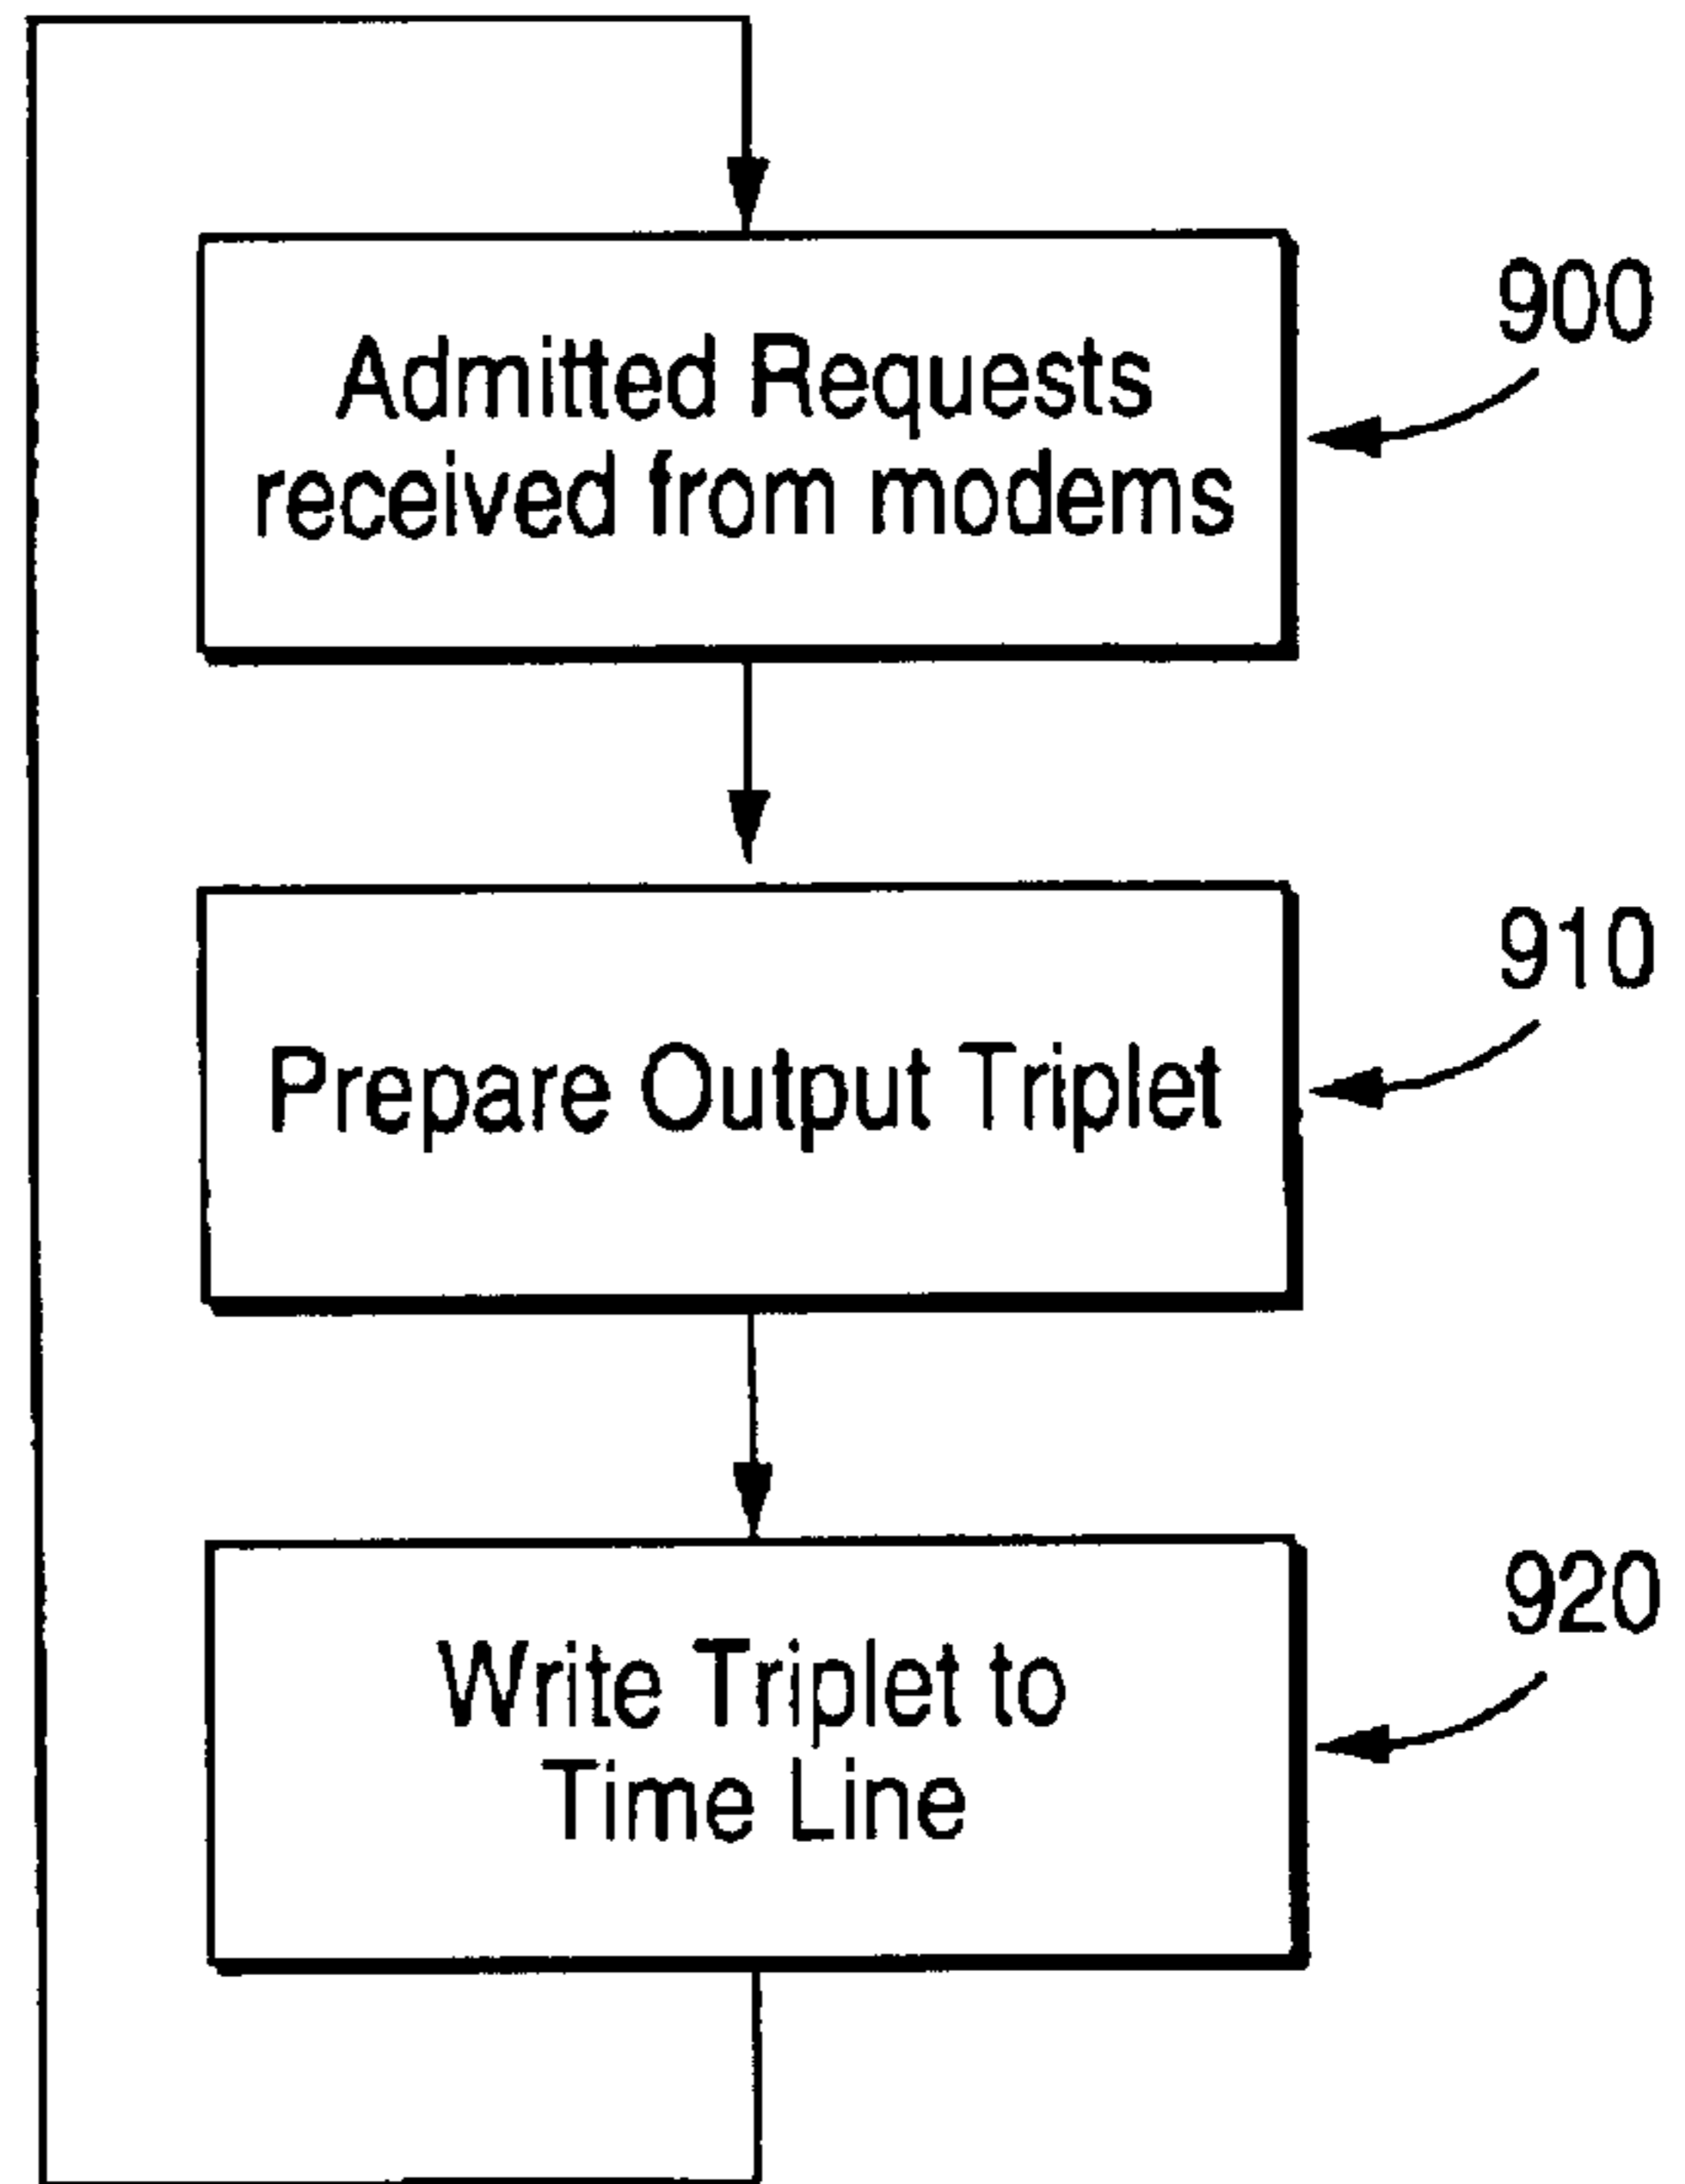 Admitted Requests
received from modems
900
Prepare Output Triplet
910
Write Triplet to
Time Line
920